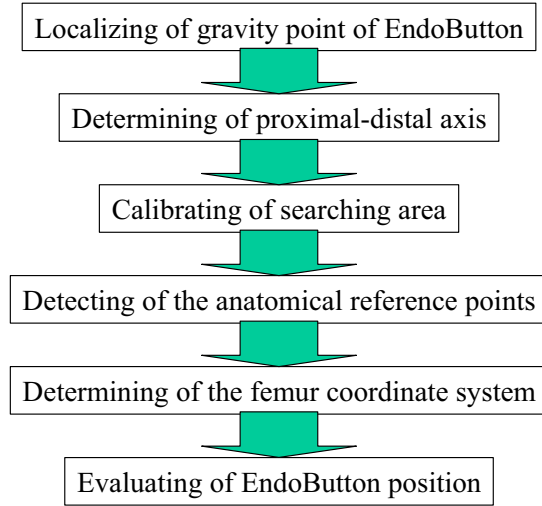 Localizing of gravity point of EndoButton
Determining of proximal-distal axis
Calibrating of searching area
Detecting of the anatomical reference points
Determining of the femur coordinate system
Evaluating of EndoButton position